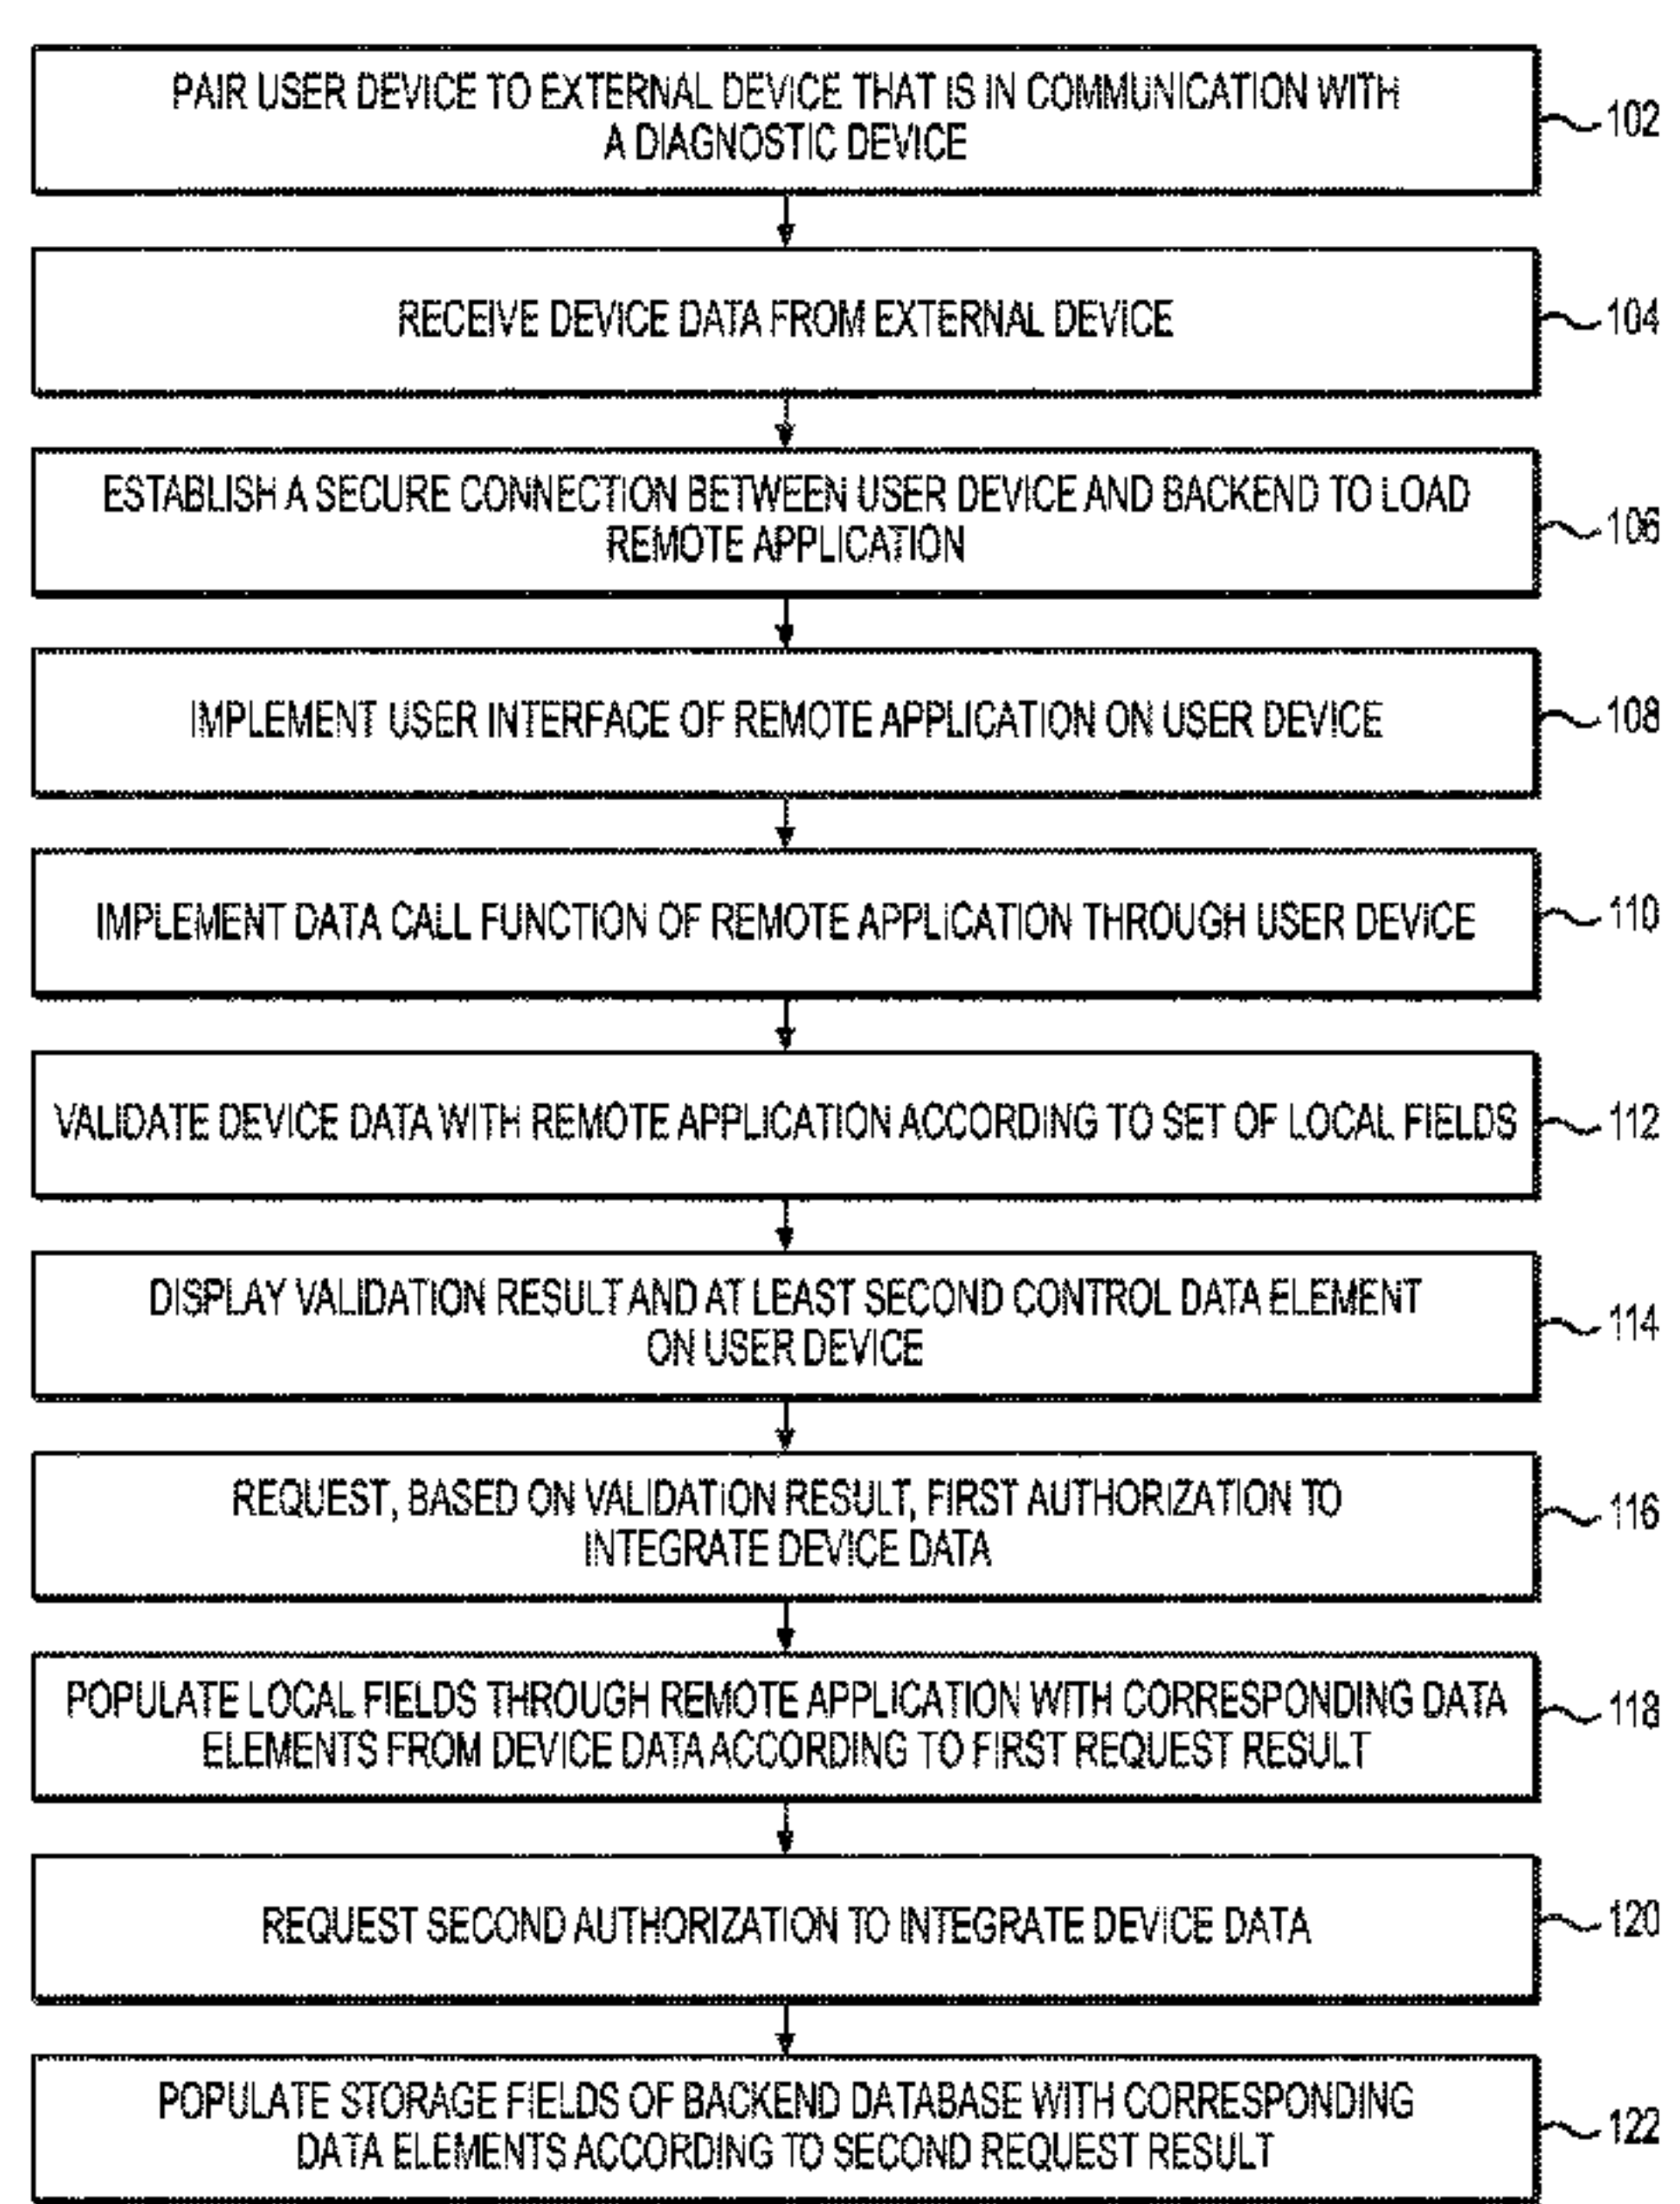 PAIR USER DEVICE TO EXTERNAL DEVICE THAT IS IN COMMUNICATION WITH
A DIAGNOSTIC DEVICE
102
RECEIVE DEVICE DATA FROM EXTERNAL DEVICE
104
ESTABLISH A SECURE CONNECTION BETWEEN USER DEVICE AND BACKEND TO LOAD
REMOTE APPLICATION
106
IMPLEMENT USER INTERFACE OF REMOTE APPLICATION ON USER DEVICE
108
IMPLEMENT DATA CALL FUNCTION OF REMOTE APPLICATION THROUGH USER DEVICE
110
VALIDATE DEVICE DATA WITH REMOTE APPLICATION ACCORDING TO SET OF LOCAL FIELDS
112
DISPLAY VALIDATION RESULT AND AT LEAST SECOND CONTROL DATA ELEMENT
ON USER DEVICE
114
REQUEST, BASED ON VALIDATION RESULT, FIRST AUTHORIZATION TO
INTEGRATE DEVICE DATA
116
POPULATE LOCAL FIELDS THROUGH REMOTE APPLICATION WITH CORRESPONDING DATA
ELEMENTS FROM DEVICE DATA ACCORDING TO FIRST REQUEST RESULT
118
REQUEST SECOND AUTHORIZATION TO INTEGRATE DEVICE DATA
120
POPULATE STORAGE FIELDS OF BACKEND DATABASE WITH CORRESPONDING
DATA ELEMENTS ACCORDING TO SECOND REQUEST RESULT
122